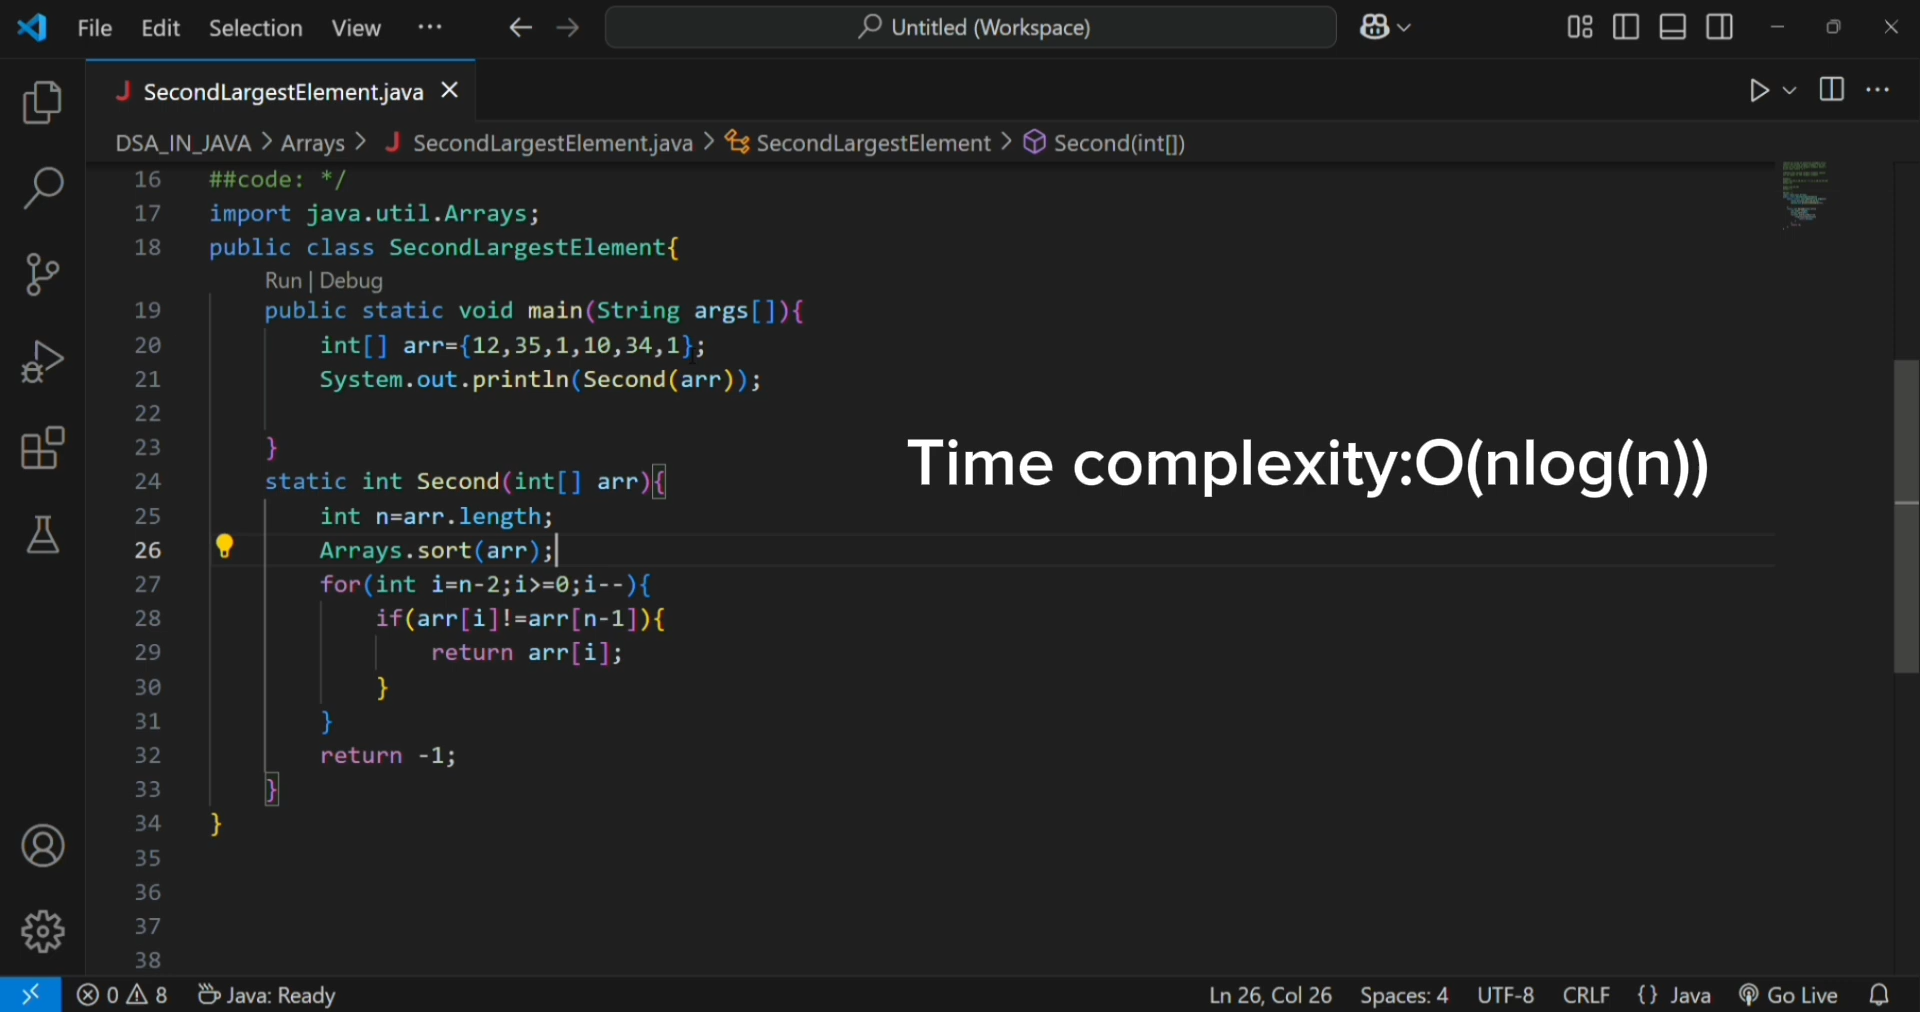 File Edit Selection View ··· Untitled (Workspace)
SecondLargestElement.java
DSA_IN_JAVA > Arrays > J SecondLargestElement.java > SecondLargestElement > Second(int[])
16 ##code: */
17 import java.util.Arrays;
18 public class SecondLargestElement{
Run | Debug
19 public static void main(String args[]){
20 int[] arr={12,35,1,10,34,1};
21 System.out.println(Second(arr));
22
23 }
24 static int Second(int[] arr){
25 int n=arr.length;
26 Arrays.sort(arr);
27 for(int i=n-2;i>=0;i--){
28 if(arr[i]!=arr[n-1]){
29 return arr[i];
30 }
31 }
32 return -1;
33 }
34 }
35
36
37
38
Time complexity:O(nlog(n))
0 8 Java: Ready Ln 26, Col 26 Spaces: 4 UTF-8 CRLF {} Java Go Live